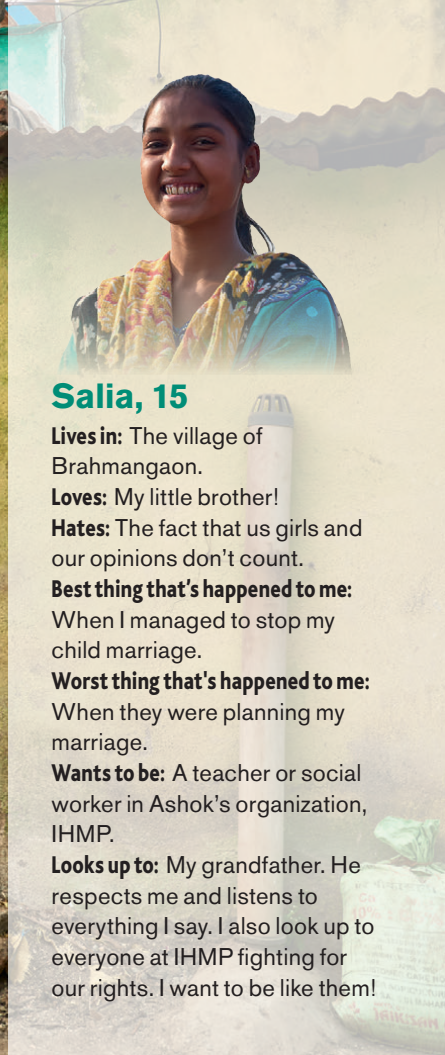 Salia, 15
Lives in: The village of
Brahmangaon.
Loves: My little brother!
Hates: The fact that us girls and
our opinions don’t count.
Best thing that’s happened to me:
When I managed to stop my
child marriage.
Worst thing that's happened to me:
When they were planning my
marriage.
Wants to be: A teacher or social
worker in Ashok’s organization,
IHMP.
Looks up to: My grandfather. He
respects me and listens to
everything I say. I also look up to
everyone at IHMP fighting for
our rights. I want to be like them!